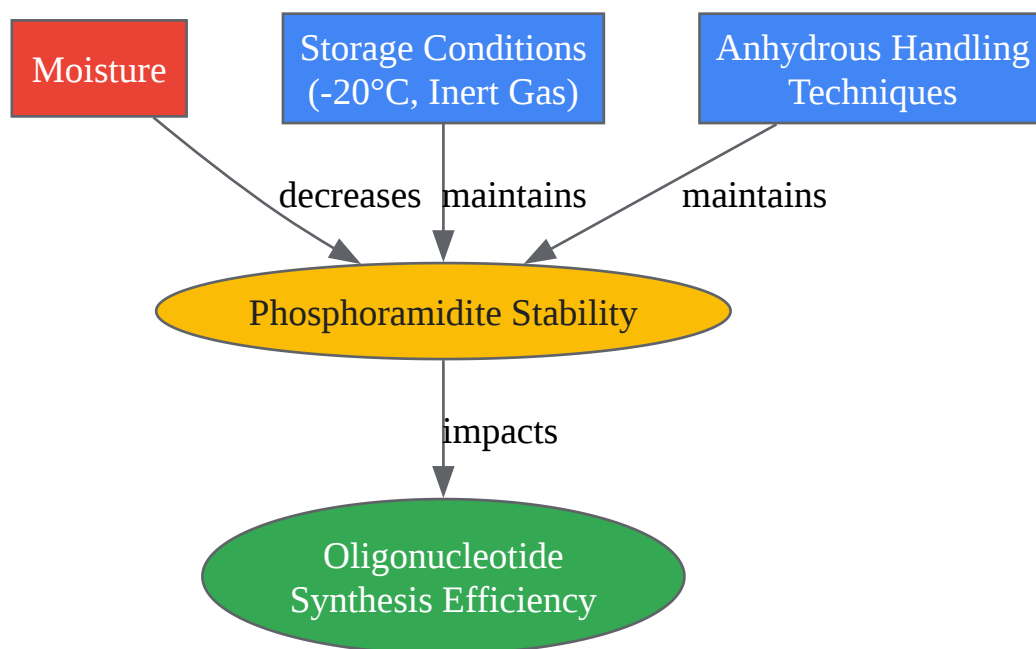 Moisture
Storage Conditions
(-20°C, Inert Gas)
Anhydrous Handling
Techniques
decreases
maintains
maintains
Phosphoramidite Stability
impacts
Oligonucleotide
Synthesis Efficiency